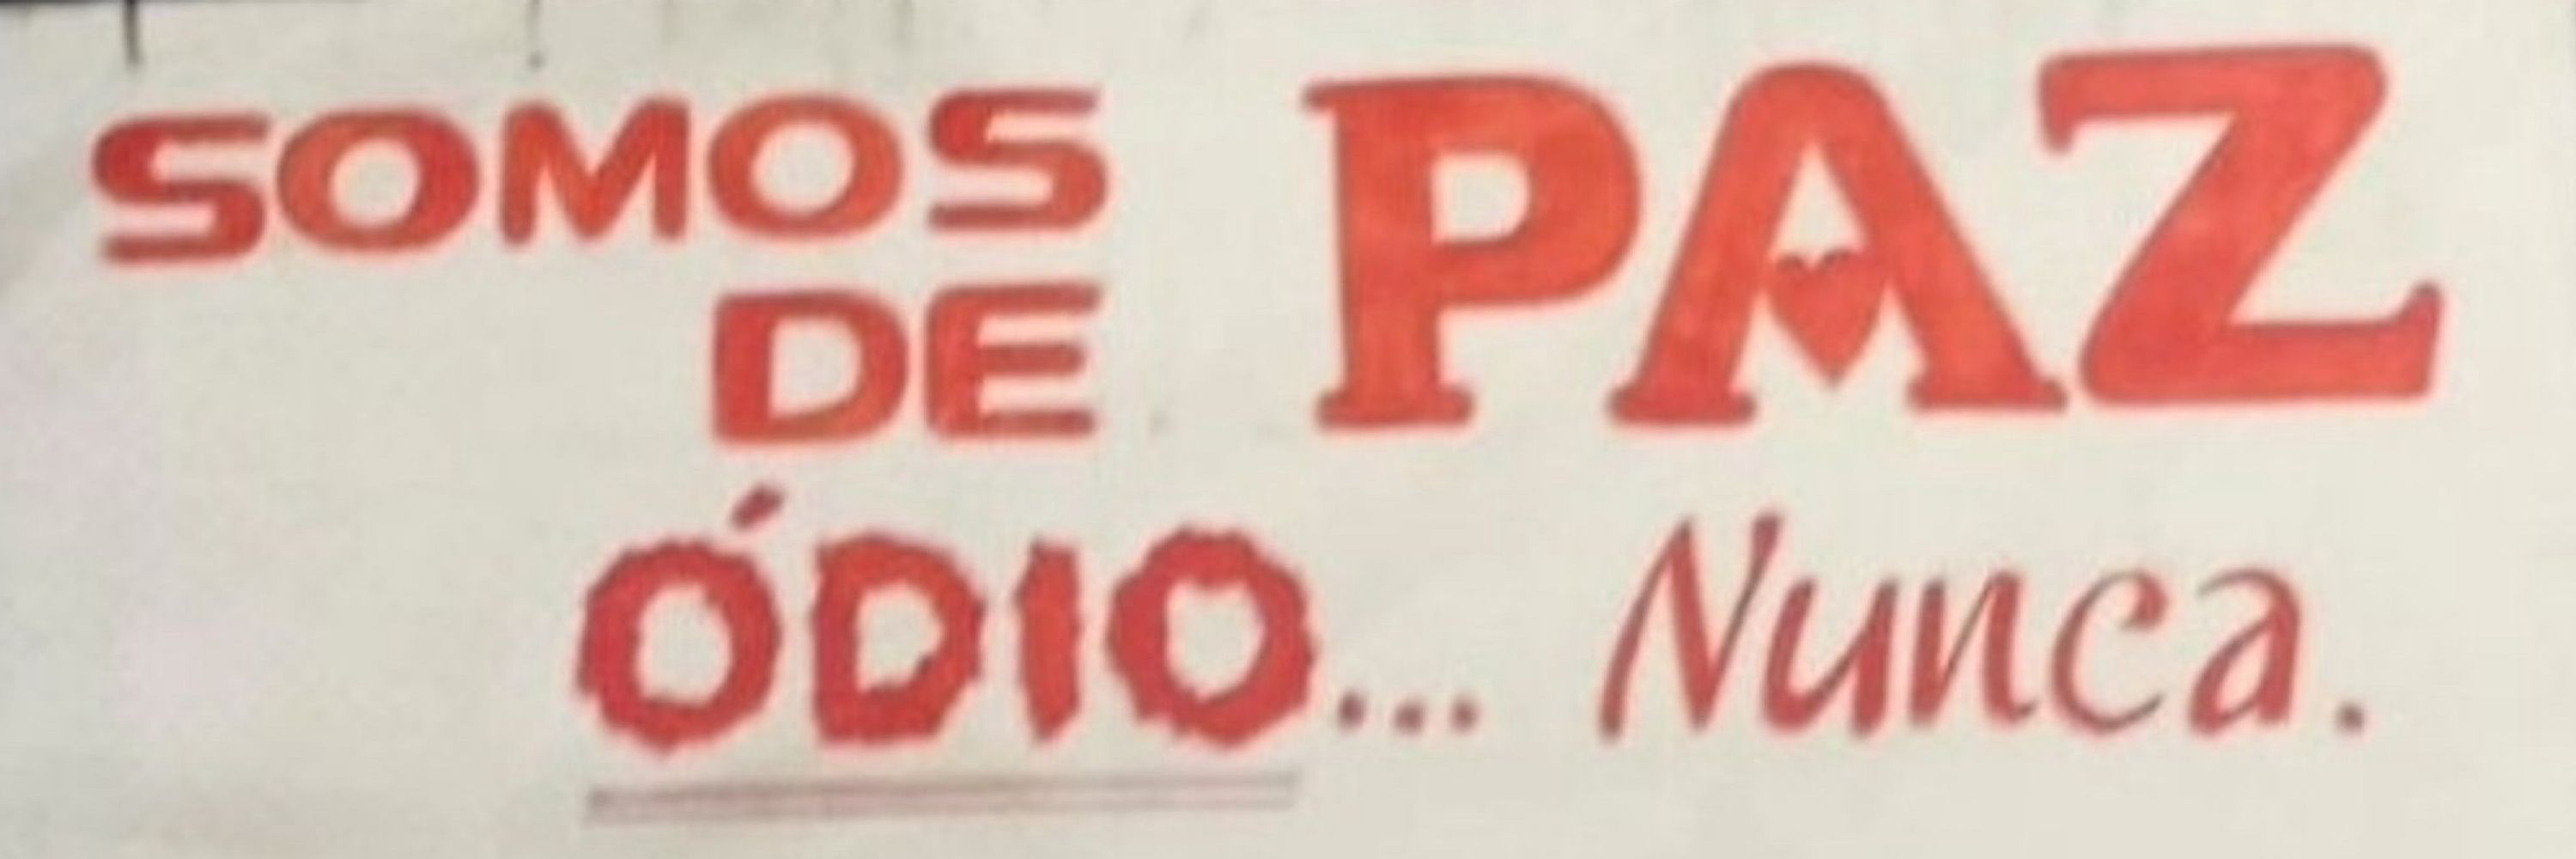 SOMOS
DE PAZ
ÓDIO... Nunca.